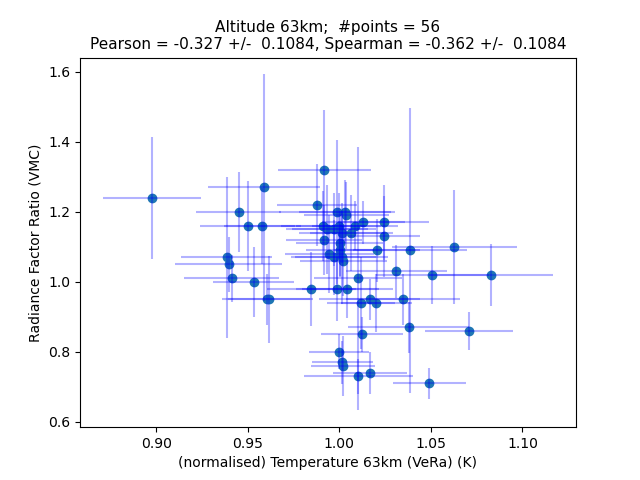 Altitude 63km;  #points = 56
Pearson = -0.327 +/-  0.1084, Spearman = -0.362 +/-  0.1084
1.6
1.4
1.2
1.0
0.8
0.6
Radiance Factor Ratio (VMC)
0.90 0.95 1.00 1.05 1.10
(normalised) Temperature 63km (VeRa) (K)